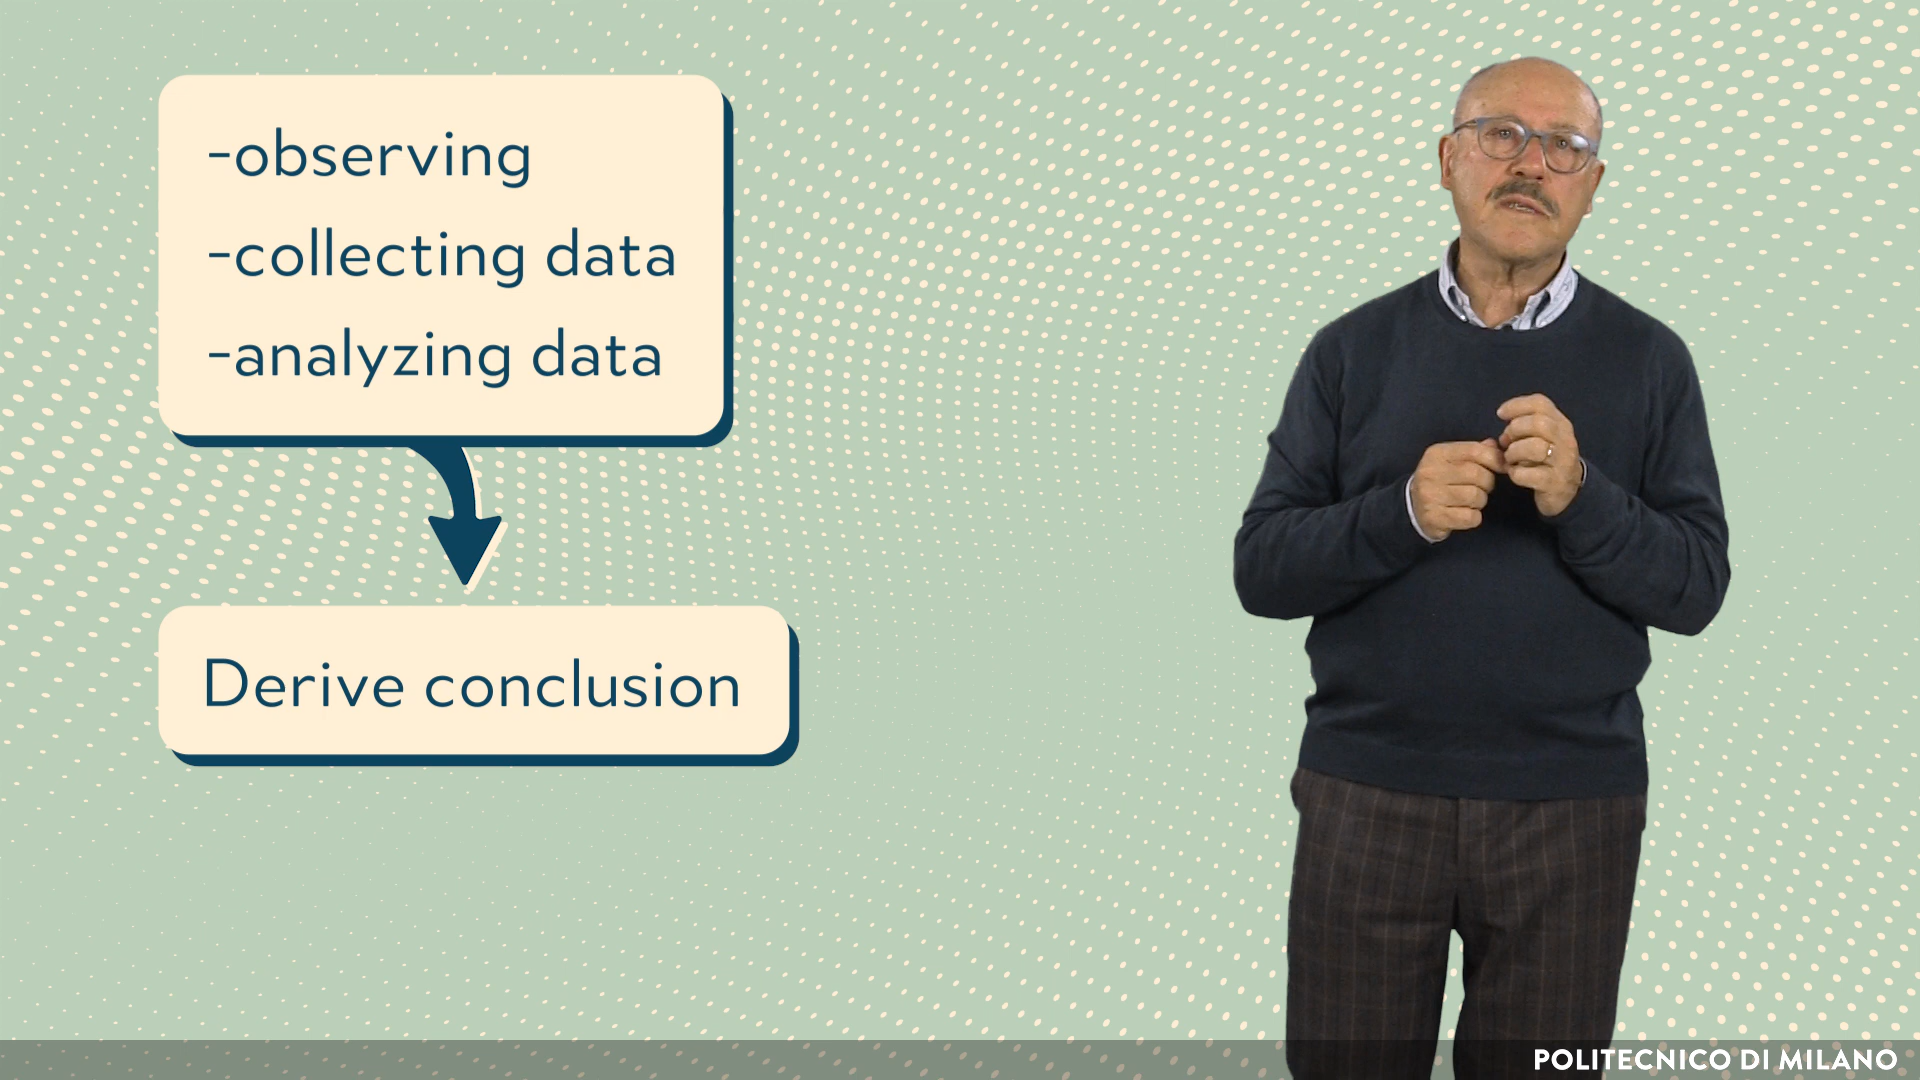 -observing
-collecting data
-analyzing data
Derive conclusion
POLITECNICO DI MILANO